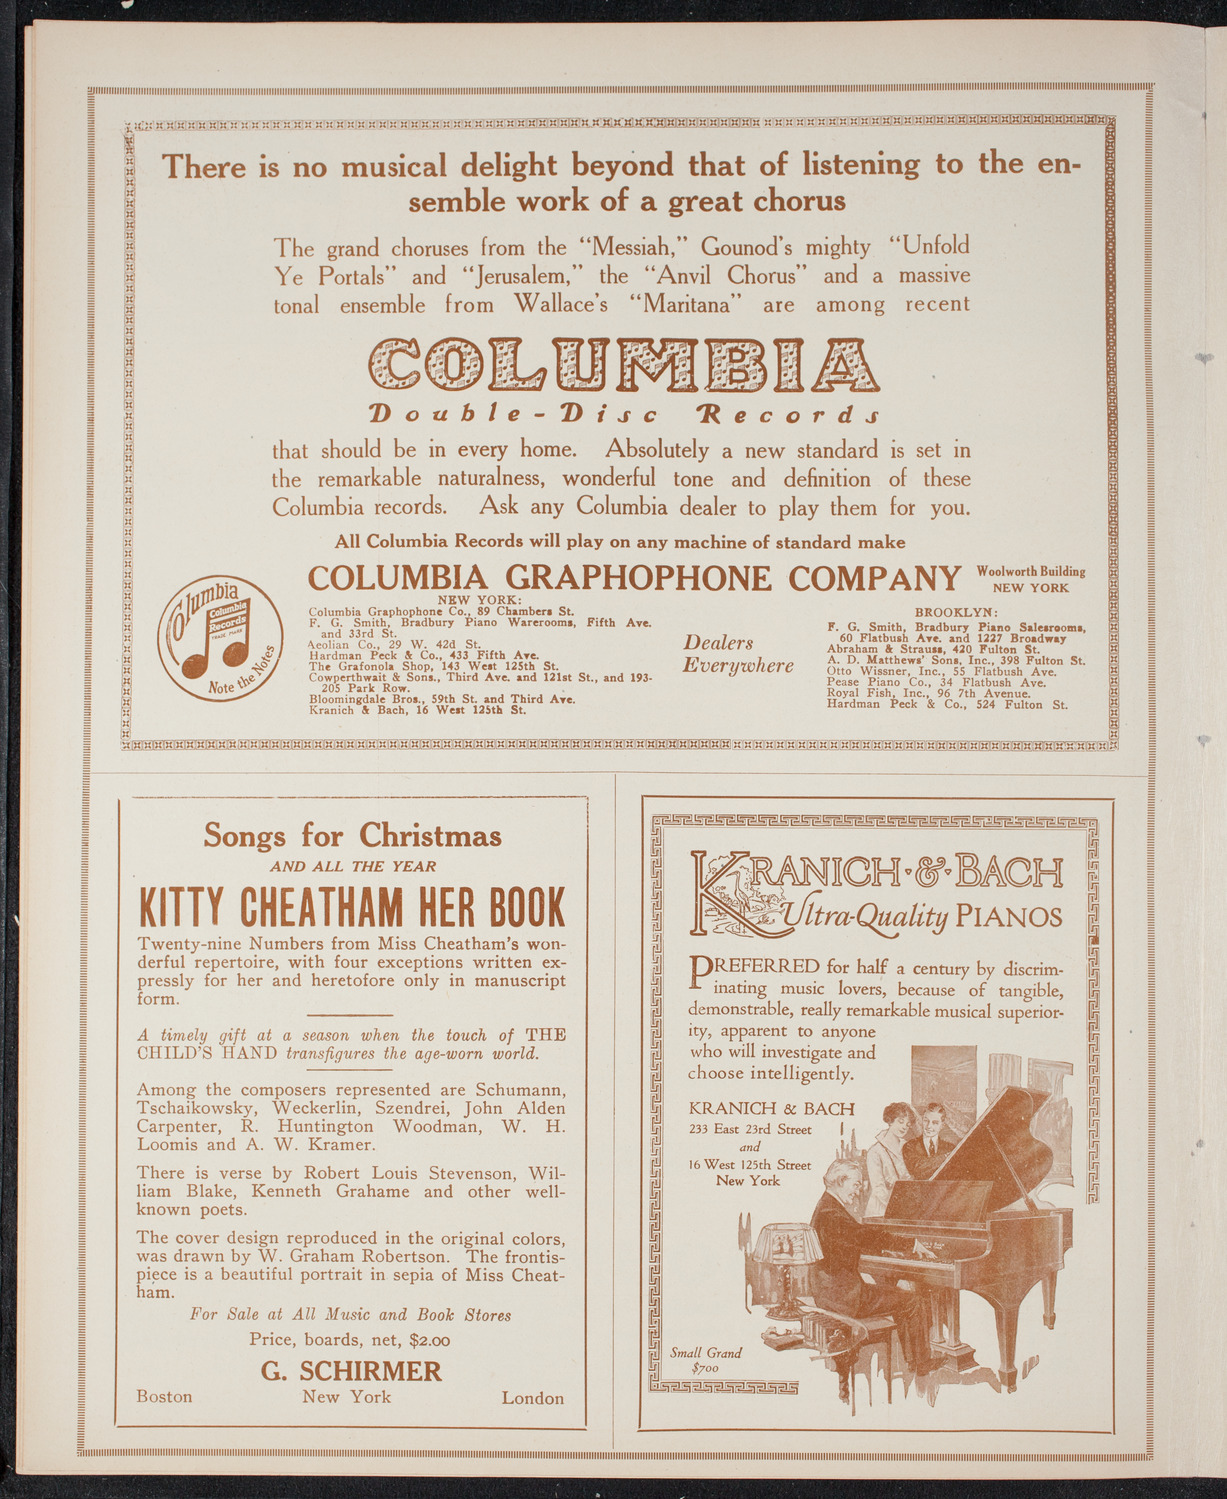 There is no musical delight beyond that of listening to the en-
semble work of a great chorus
The grand choruses from the “Messiah,” Gounod's mighty “Unfold
Ye Portals” and “Jerusalem,” the “Anvil Chorus” and a massive
tonal ensemble from Wallace's “Maritana” are among recent
COLUMBIA
Double-Disc Records
that should be in every home. Absolutely a new standard is set in
the remarkable naturalness, wonderful tone and definition of these
Columbia records. Ask any Columbia dealer to play them for you.
All Columbia Records will play on any machine of standard make
COLUMBIA GRAPHOPHONE COMPANY Woolworth Building
NEW YORK
Columbia
Columbia
Records
TRADE MARK
Note the Notes
NEW YORK:
Columbia Graphophone Co., 89 Chambers St.
F. G. Smith, Bradbury Piano Warerooms, Fifth Ave.
and 33rd St.
Aeolian Co., 29 W. 42d St.
Hardman Peck & Co., 433 Fifth Ave.
The Grafonola Shop, 143 West 125th St.
Cowperthwait & Sons., Third Ave. and 121st St., and 193-
205 Park Row.
Bloomingdale Bros., 59th St. and Third Ave.
Kranich & Bach, 16 West 125th St.
Dealers
Everywhere
BROOKLYN:
F. G. Smith, Bradbury Piano Salesrooms,
60 Flatbush Ave. and 1227 Broadway
Abraham & Strauss, 420 Fulton St.
A. D. Matthews' Sons, Inc., 398 Fulton St.
Otto Wissner, Inc., 55 Flatbush Ave.
Pease Piano Co., 34 Flatbush Ave.
Royal Fish, Inc., 96 7th Avenue.
Hardman Peck & Co., 524 Fulton St.
Songs for Christmas
AND ALL THE YEAR
KITTY CHEATHAM HER BOOK
Twenty-nine Numbers from Miss Cheatham's won-
derful repertoire, with four exceptions written ex-
pressly for her and heretofore only in manuscript
form.
A timely gift at a season when the touch of THE
CHILD'S HAND transfigures the age-worn world.
Among the composers represented are Schumann,
Tschaikowsky, Weckerlin, Szendrei, John Alden
Carpenter, R. Huntington Woodman, W. H.
Loomis and A. W. Kramer.
There is verse by Robert Louis Stevenson, Wil-
liam Blake, Kenneth Grahame and other well-
known poets.
The cover design reproduced in the original colors,
was drawn by W. Graham Robertson. The frontis-
piece is a beautiful portrait in sepia of Miss Cheat-
ham.
For Sale at All Music and Book Stores
Price, boards, net, $2.00
G. SCHIRMER
Boston New York London
KRANICH·&·BACH
Ultra-Quality PIANOS
PREFERRED for half a century by discrim-
inating music lovers, because of tangible,
demonstrable, really remarkable musical superior-
ity, apparent to anyone
who will investigate and
choose intelligently.
KRANICH & BACH
233 East 23rd Street
and
16 West 125th Street
New York
Small Grand
$700